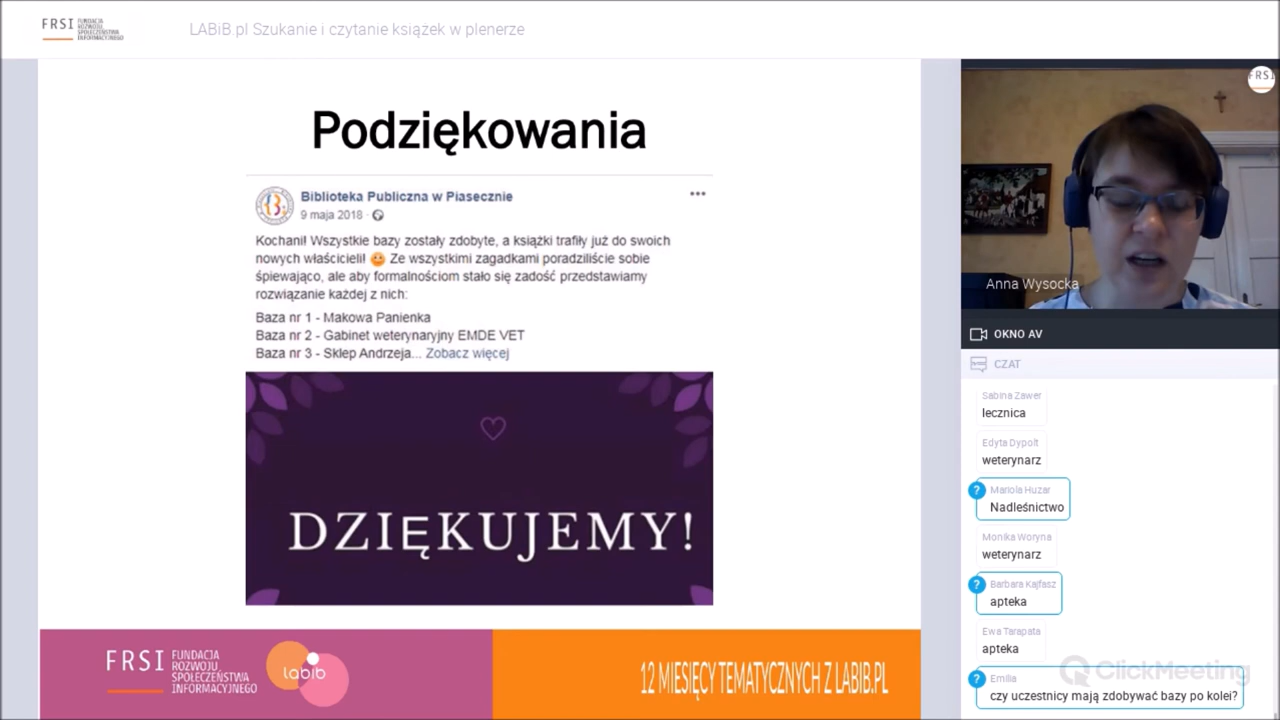 FRSI
FUNDACJA
ROZWOJU
SPOŁECZEŃSTWA
INFORMACYJNEGO
LABiB.pl Szukanie i czytanie książek w plenerze
Podziękowania
Biblioteka Publiczna w Piasecznie
9 maja 2018
Kochani! Wszystkie bazy zostały zdobyte, a książki trafiły już do swoich
nowych właścicieli! Ze wszystkimi zagadkami poradziliście sobie
śpiewająco, ale aby formalnościom stało się zadość przedstawiamy
rozwiązanie każdej z nich:
Baza nr 1 - Makowa Panienka
Baza nr 2 - Gabinet weterynaryjny EMDE VET
Baza nr 3 - Sklep Andrzeja... Zobacz więcej
DZIĘKUJEMY!
FRSI
FUNDACJA
ROZWOJU
SPOŁECZEŃSTWA
INFORMACYJNEGO
labib
12 MIESIĘCY TEMATYCZNYCH Z LABIB.PL
FRSI
Anna Wysocka
OKNO AV
CZAT
Sabina Zawer
lecznica
Edyta Dypolt
weterynarz
? Mariola Huzar
Nadleśnictwo
Monika Woryna
weterynarz
? Barbara Kajfasz
apteka
Ewa Tarapata
apteka
ClickMeeting
? Emilia
czy uczestnicy mają zdobywać bazy po kolei?